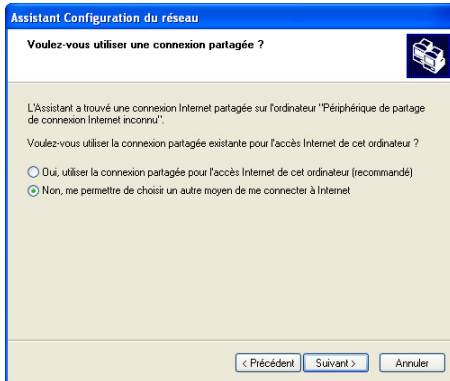 Assistant Configuration du réseau
Voulez-vous utiliser une connexion partagée ?
L'Assistant a trouvé une connexion Internet partagée sur l'ordinateur "Périphérique de partage
de connexion Internet inconnu".
Voulez-vous utiliser la connexion partagée existante pour l'accès Internet de cet ordinateur ?
Oui, utiliser la connexion partagée pour l'accès Internet de cet ordinateur (recommandé)
Non, me permettre de choisir un autre moyen de me connecter à Internet
< Précédent Suivant > Annuler